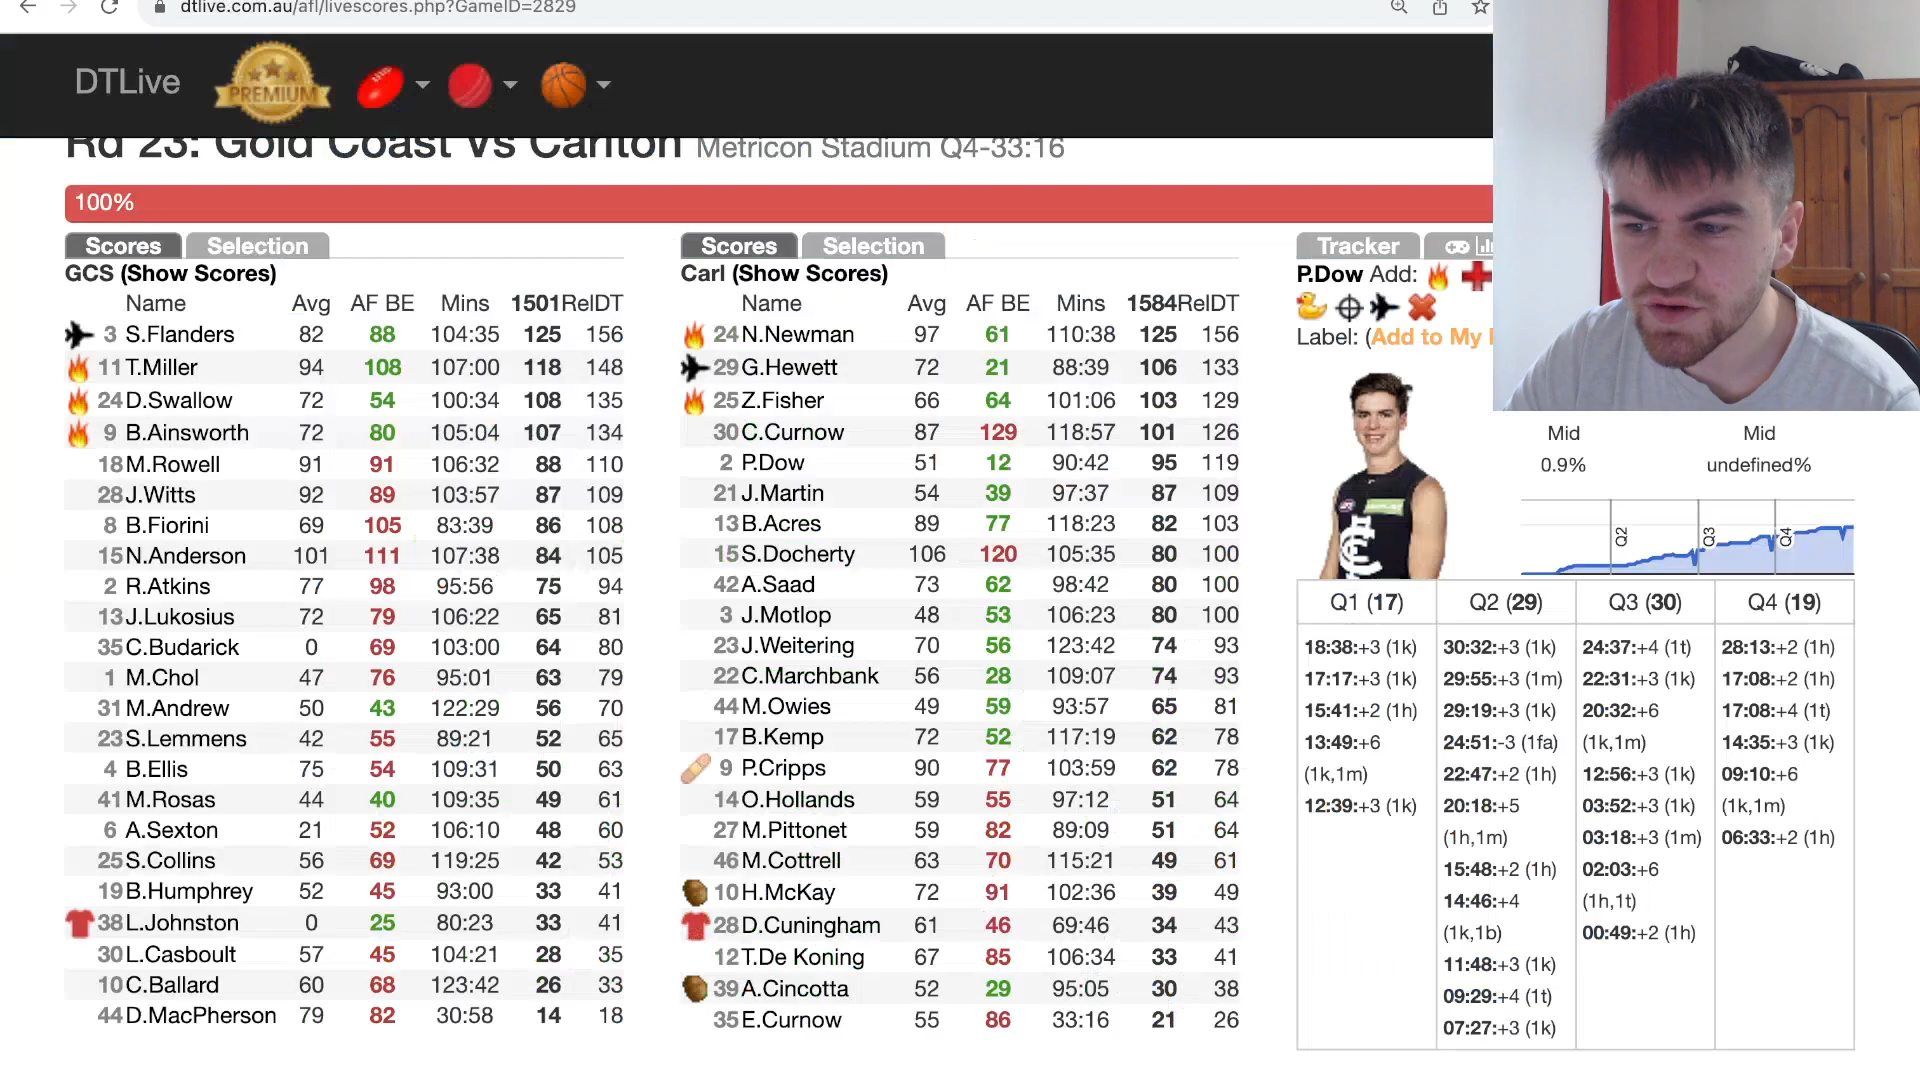 dtlive.com.au/afl/livescores.php?GameID=2829
DTLive
PREMIUM
Rd 23: Gold Coast Vs Carlton Metricon Stadium Q4-33:16
100%
Scores Selection
GCS (Show Scores)
Name Avg AF BE Mins 1501 RelDT
3 S.Flanders 82 88 104:35 125 156
11 T.Miller 94 108 107:00 118 148
24 D.Swallow 72 54 100:34 108 135
9 B.Ainsworth 72 80 105:04 107 134
18 M.Rowell 91 91 106:32 88 110
28 J.Witts 92 89 103:57 87 109
8 B.Fiorini 69 105 83:39 86 108
15 N.Anderson 101 111 107:38 84 105
2 R.Atkins 77 98 95:56 75 94
13 J.Lukosius 72 79 106:22 65 81
35 C.Budarick 0 69 103:00 64 80
1 M.Chol 47 76 95:01 63 79
31 M.Andrew 50 43 122:29 56 70
23 S.Lemmens 42 55 89:21 52 65
4 B.Ellis 75 54 109:31 50 63
41 M.Rosas 44 40 109:35 49 61
6 A.Sexton 21 52 106:10 48 60
25 S.Collins 56 69 119:25 42 53
19 B.Humphrey 52 45 93:00 33 41
38 L.Johnston 0 25 80:23 33 41
30 L.Casboult 57 45 104:21 28 35
10 C.Ballard 60 68 123:42 26 33
44 D.MacPherson 79 82 30:58 14 18
Scores Selection
Carl (Show Scores)
Name Avg AF BE Mins 1584 RelDT
24 N.Newman 97 61 110:38 125 156
29 G.Hewett 72 21 88:39 106 133
25 Z.Fisher 66 64 101:06 103 129
30 C.Curnow 87 129 118:57 101 126
2 P.Dow 51 12 90:42 95 119
21 J.Martin 54 39 97:37 87 109
13 B.Acres 89 77 118:23 82 103
15 S.Docherty 106 120 105:35 80 100
42 A.Saad 73 62 98:42 80 100
3 J.Motlop 48 53 106:23 80 100
23 J.Weitering 70 56 123:42 74 93
22 C.Marchbank 56 28 109:07 74 93
44 M.Owies 49 59 93:57 65 81
17 B.Kemp 72 52 117:19 62 78
9 P.Cripps 90 77 103:59 62 78
14 O.Hollands 59 55 97:12 51 64
27 M.Pittonet 59 82 89:09 51 64
46 M.Cottrell 63 70 115:21 49 61
10 H.McKay 72 91 102:36 39 49
28 D.Cuningham 61 46 69:46 34 43
12 T.De Koning 67 85 106:34 33 41
39 A.Cincotta 52 29 95:05 30 38
35 E.Curnow 55 86 33:16 21 26
Tracker
P.Dow Add:
Label: (Add to My
Mid Mid
0.9% undefined%
Q2 Q3 Q4
Q1 (17)
18:38:+3 (1k)
17:17:+3 (1k)
15:41:+2 (1h)
13:49:+6
(1k,1m)
12:39:+3 (1k)
Q2 (29)
30:32:+3 (1k)
29:55:+3 (1m)
29:19:+3 (1k)
24:51:-3 (1fa)
22:47:+2 (1h)
20:18:+5
(1h,1m)
15:48:+2 (1h)
14:46:+4
(1k,1b)
11:48:+3 (1k)
09:29:+4 (1t)
07:27:+3 (1k)
Q3 (30)
24:37:+4 (1t)
22:31:+3 (1k)
20:32:+6
(1k,1m)
12:56:+3 (1k)
03:52:+3 (1k)
03:18:+3 (1m)
02:03:+6
(1h,1t)
00:49:+2 (1h)
Q4 (19)
28:13:+2 (1h)
17:08:+2 (1h)
17:08:+4 (1t)
14:35:+3 (1k)
09:10:+6
(1k,1m)
06:33:+2 (1h)